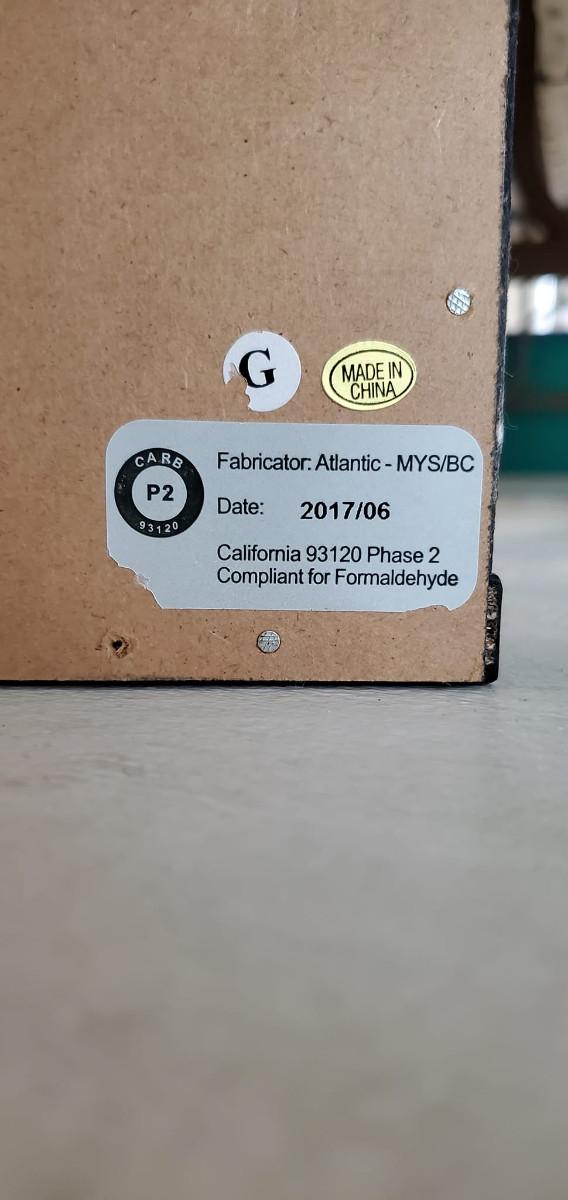 G
MADE IN
CHINA
CARB
P2
93120
Fabricator: Atlantic - MYS/BC
Date: 2017/06
California 93120 Phase 2
Compliant for Formaldehyde